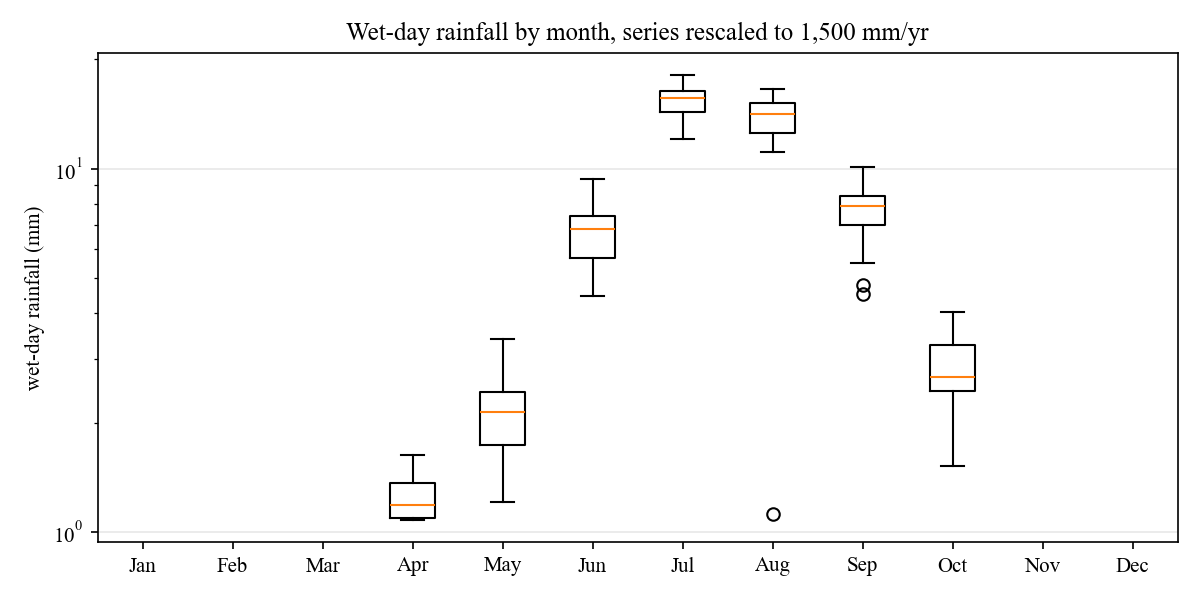 Wet-day rainfall by month, series rescaled to 1,500 mm/yr
wet-day rainfall (mm)
10¹
10⁰
Jan Feb Mar Apr May Jun Jul Aug Sep Oct Nov Dec